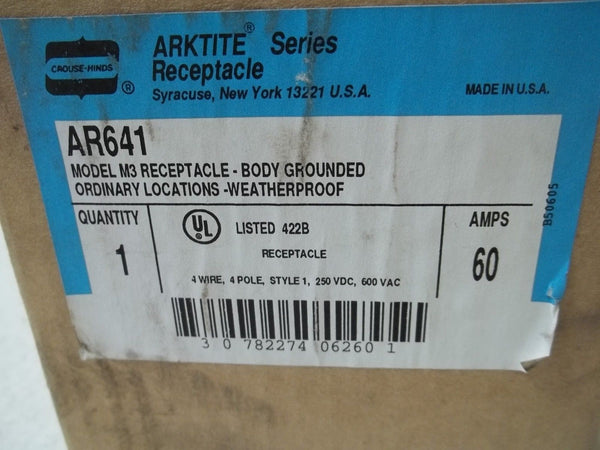 CROUSE-HINDS
®
ARKTITE® Series
Receptacle
Syracuse, New York 13221 U.S.A.
MADE IN U.S.A.
AR641
MODEL M3 RECEPTACLE - BODY GROUNDED
ORDINARY LOCATIONS -WEATHERPROOF
QUANTITY
1
UL
®
LISTED 422B
RECEPTACLE
4 WIRE, 4 POLE, STYLE 1, 250 VDC, 600 VAC
AMPS
60
B50605
3 0 782274 06260 1